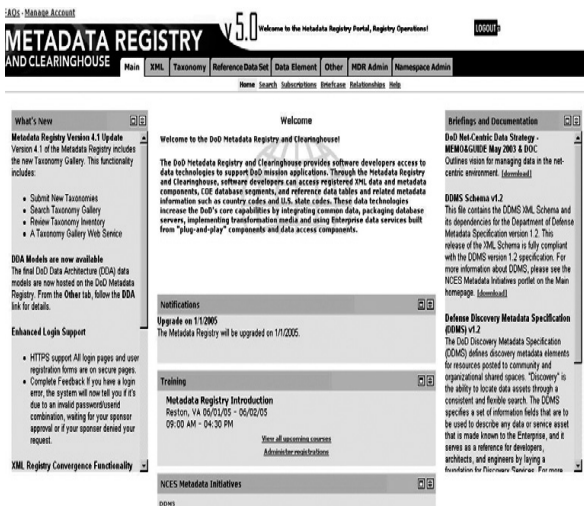 FAQs - Manage Account
METADATA REGISTRY
AND CLEARINGHOUSE
v 5.0
Welcome to the Metadata Registry Portal, Registry Operations!
LOGOUT
Main XML Taxonomy Reference Data Set Data Element Other MDR Admin Namespace Admin
Home Search Subscriptions Briefcase Relationships Help
What's New
Metadata Registry Version 4.1 Update
Version 4.1 of the Metadata Registry includes
the new Taxonomy Gallery. This functionality
includes:
• Submit New Taxonomies
• Search Taxonomy Gallery
• Review Taxonomy Inventory
• A Taxonomy Gallery Web Service
DDA Models are now available
The final DoD Data Architecture (DDA) data
models are now hosted on the DoD Metadata
Registry. From the Other tab, follow the DDA
link for details.
Enhanced Login Support
• HTTPS support All login pages and user
registration forms are on secure pages.
• Complete Feedback If you have a login
error, the system will now tell you if it's
due to an invalid password/userid
combination, waiting for your sponsor
approval or if your sponsor denied your
request.
XML Registry Convergence Functionality
Welcome
Welcome to the DoD Metadata Registry and Clearinghouse!
The DoD Metadata Registry and Clearinghouse provides software developers access to
data technologies to support DoD mission applications. Through the Metadata Registry
and Clearinghouse, software developers can access registered XML data and metadata
components, COE database segments, and reference data tables and related metadata
information such as country codes and U.S. state codes. These data technologies
increase the DoD's core capabilities by integrating common data, packaging database
servers, implementing transformation media and using Enterprise data services built
from "plug-and-play" components and data access components.
Notifications
Upgrade on 1/1/2005
The Metadata Registry will be upgraded on 1/1/2005.
Training
Metadata Registry Introduction
Reston, VA 06/01/05 - 06/02/05
09:00 AM - 04:30 PM
View all upcoming courses
Administer registrations
NCES Metadata Initiatives
DDMS
Briefings and Documentation
DoD Net-Centric Data Strategy -
MEMO&GUIDE May 2003 & DOC
Outlines vision for managing data in the net-
centric environment. [download]
DDMS Schema v1.2
This file contains the DDMS XML Schema and
its dependencies for the Department of Defense
Metadata Specification version 1.2. This
release of the XML Schema is fully compliant
with the DDMS version 1.2 specification. For
more information about DDMS, please see the
NCES Metadata Initiatives portlet on the Main
homepage. [download]
Defense Discovery Metadata Specification
(DDMS) v1.2
The DoD Discovery Metadata Specification
(DDMS) defines discovery metadata elements
for resources posted to community and
organizational shared spaces. "Discovery" is
the ability to locate data assets through a
consistent and flexible search. The DDMS
specifies a set of information fields that are to
be used to describe any data or service asset
that is made known to the Enterprise, and it
serves as a reference for developers,
architects, and engineers by laying a
foundation for Discovery Services. For more